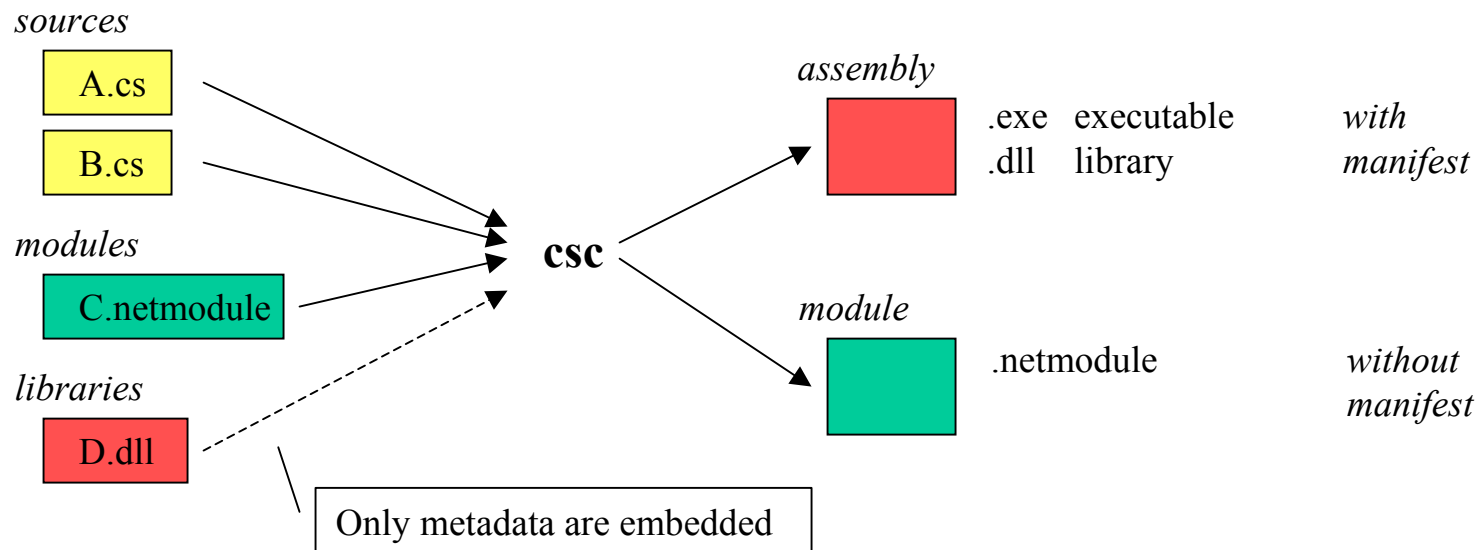 sources
A.cs
B.cs
modules
C.netmodule
libraries
D.dll
Only metadata are embedded
csc
assembly
.exe executable with
.dll library manifest
module
.netmodule without
manifest